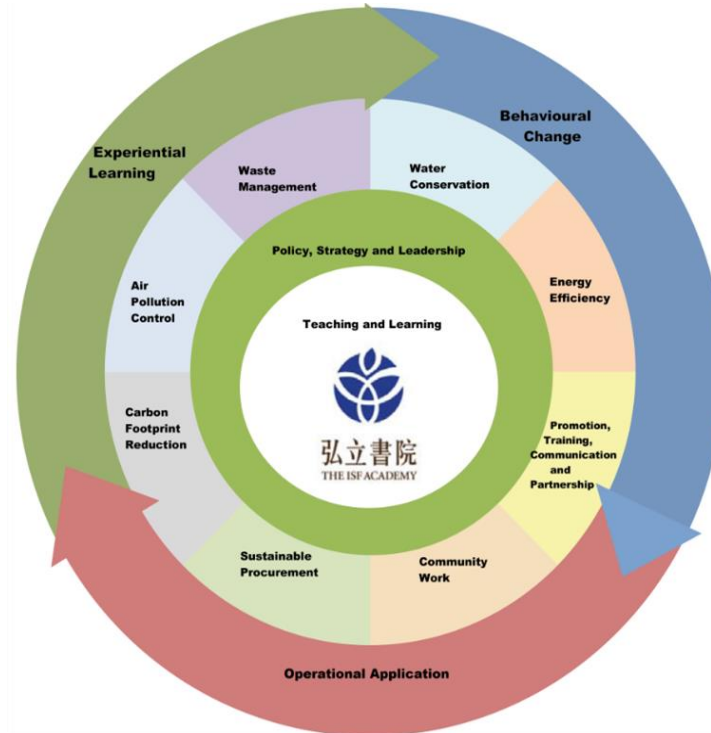 Behavioural
Change
Experiential
Learning
Waste
Management
Water
Conservation
Policy, Strategy and Leadership
Air
Pollution
Control
Energy
Efficiency
Teaching and Learning
Carbon
Footprint
Reduction
Promotion,
Training,
Communication
and
Partnership
弘立書院
THE ISF ACADEMY
Sustainable
Procurement
Community
Work
Operational Application